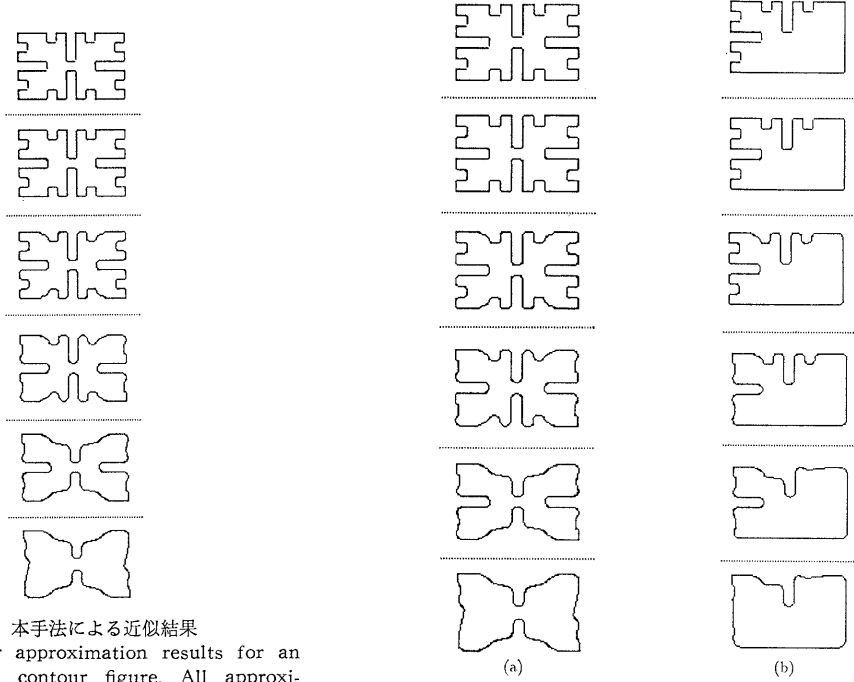 本手法による近似結果
approximation results for an
contour figure. All approxi-
(a)
(b)